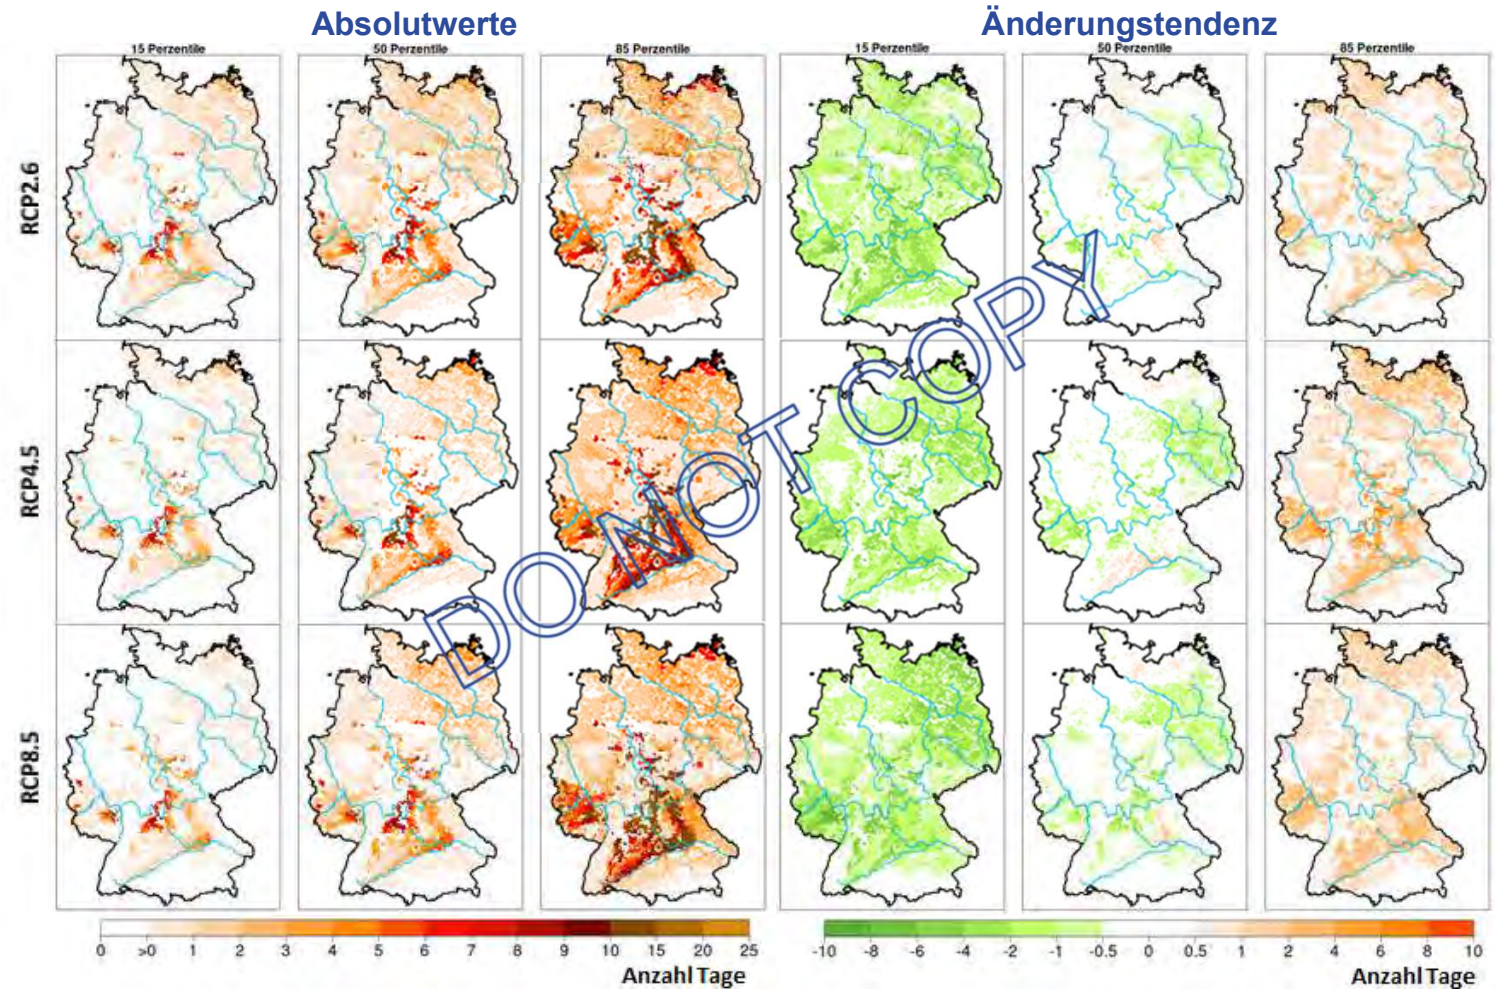 Absolutwerte
Änderungstendenz
15 Perzentile
50 Perzentile
85 Perzentile
15 Perzentile
50 Perzentile
85 Perzentile
RCP2.6
RCP4.5
RCP8.5
DO NOT COPY
0 >0 1 2 3 4 5 6 7 8 9 10 15 20 25
Anzahl Tage
-10 -8 -6 -4 -2 -1 -0.5 0 0.5 1 2 4 6 8 10
Anzahl Tage